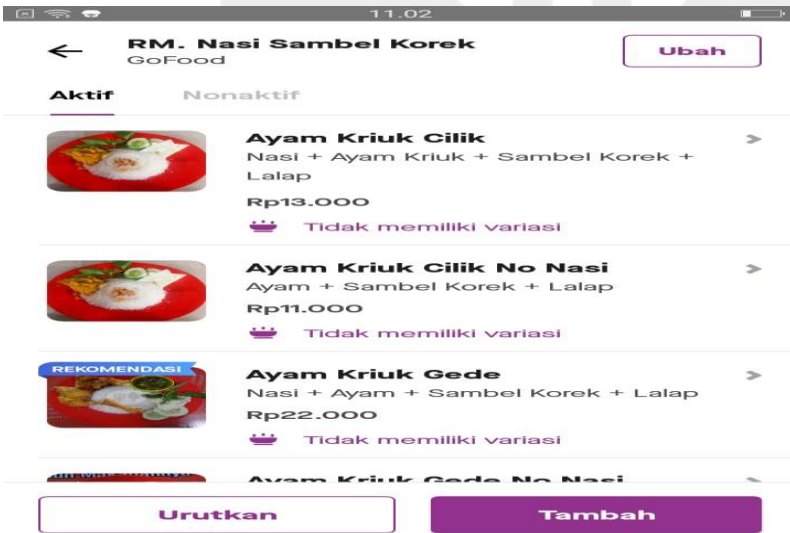 11.02
RM. Nasi Sambel Korek
GoFood
Ubah
Aktif
Nonaktif
Ayam Kriuk Cilik
Nasi + Ayam Kriuk + Sambel Korek +
Lalap
Rp13.000
Tidak memiliki variasi
Ayam Kriuk Cilik No Nasi
Ayam + Sambel Korek + Lalap
Rp11.000
Tidak memiliki variasi
REKOMENDASI
Ayam Kriuk Gede
Nasi + Ayam + Sambel Korek + Lalap
Rp22.000
Tidak memiliki variasi
Ayam Kriuk Gede No Nasi
Urutkan
Tambah